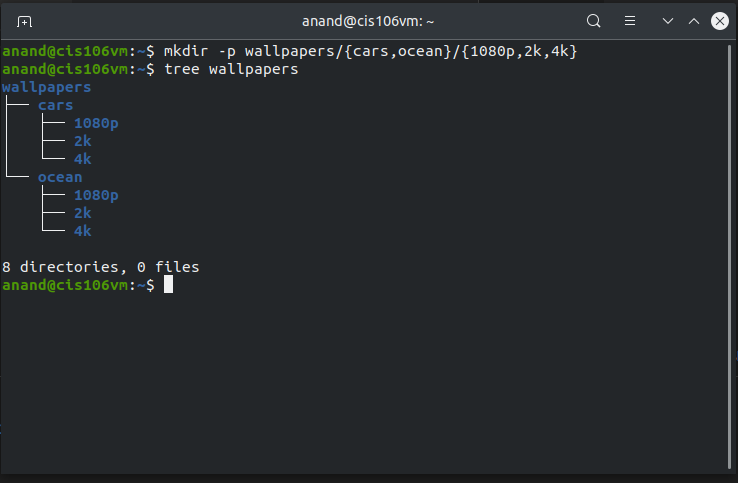 anand@cis106vm: ~
anand@cis106vm:~$ mkdir -p wallpapers/{cars,ocean}/{1080p,2k,4k}
anand@cis106vm:~$ tree wallpapers
wallpapers
├── cars
│   ├── 1080p
│   ├── 2k
│   └── 4k
└── ocean
    ├── 1080p
    ├── 2k
    └── 4k
8 directories, 0 files
anand@cis106vm:~$